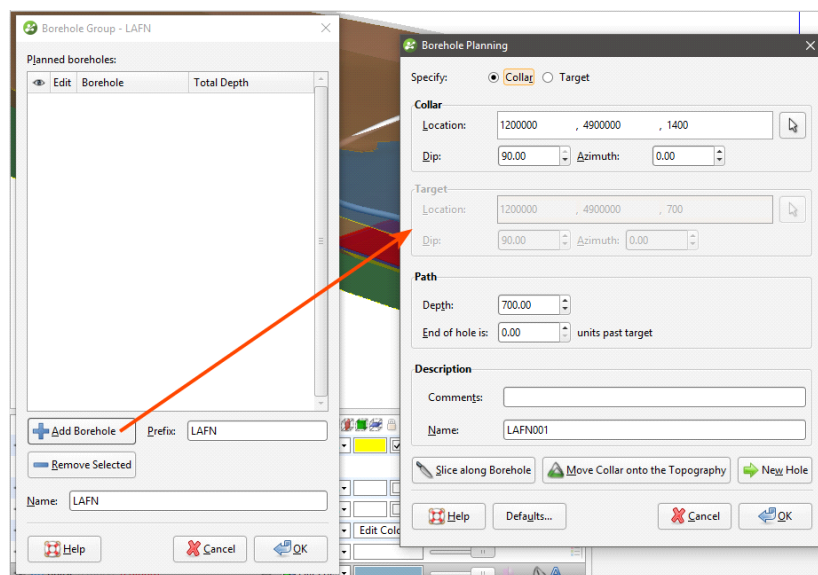 Borehole Group - LAFN
Planned boreholes:
Edit Borehole Total Depth
Add Borehole Prefix: LAFN
Remove Selected
Name: LAFN
Help Cancel OK
Borehole Planning
Specify: Collar Target
Collar
Location: 1200000 , 4900000 , 1400
Dip: 90.00 Azimuth: 0.00
Target
Location: 1200000 , 4900000 , 700
Dip: 90.00 Azimuth: 0.00
Path
Depth: 700.00
End of hole is: 0.00 units past target
Description
Comments:
Name: LAFN001
Slice along Borehole Move Collar onto the Topography New Hole
Help Defaults... Cancel OK
Edit Col